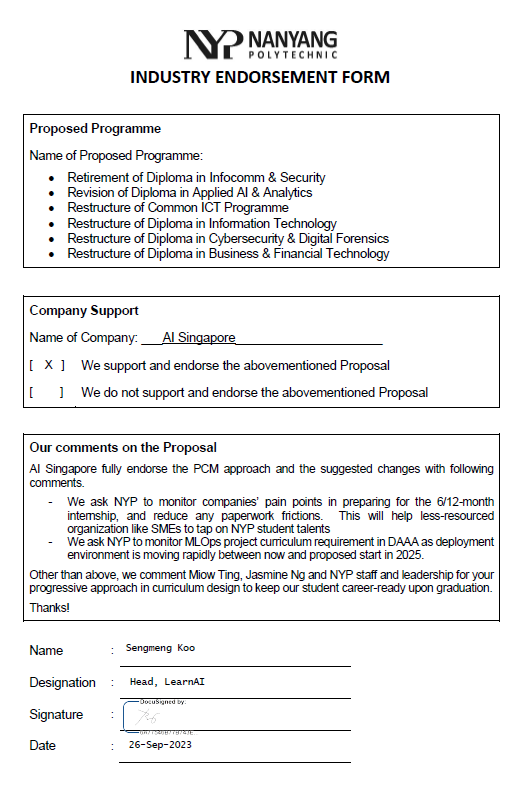 NYP NANYANG
POLYTECHNIC
INDUSTRY ENDORSEMENT FORM
Proposed Programme
Name of Proposed Programme:
• Retirement of Diploma in Infocomm & Security
• Revision of Diploma in Applied AI & Analytics
• Restructure of Common ICT Programme
• Restructure of Diploma in Information Technology
• Restructure of Diploma in Cybersecurity & Digital Forensics
• Restructure of Diploma in Business & Financial Technology
Company Support
Name of Company: ___AI Singapore____________________
[ X ] We support and endorse the abovementioned Proposal
[ ] We do not support and endorse the abovementioned Proposal
Our comments on the Proposal
AI Singapore fully endorse the PCM approach and the suggested changes with following
comments.
- We ask NYP to monitor companies' pain points in preparing for the 6/12-month
internship, and reduce any paperwork frictions. This will help less-resourced
organization like SMEs to tap on NYP student talents
- We ask NYP to monitor MLOps project curriculum requirement in DAAA as deployment
environment is moving rapidly between now and proposed start in 2025.
Other than above, we comment Miow Ting, Jasmine Ng and NYP staff and leadership for your
progressive approach in curriculum design to keep our student career-ready upon graduation.
Thanks!
Name : Sengmeng Koo
Designation : Head, LearnAI
DocuSigned by:
Signature :
Date : 26-Sep-2023